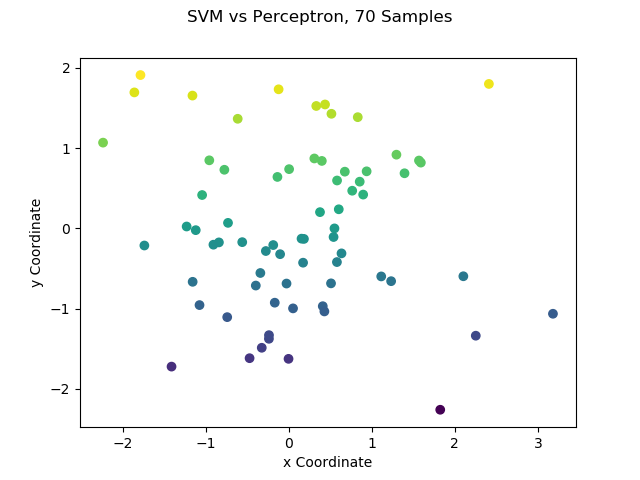 SVM vs Perceptron, 70 Samples
2
1
0
−1
−2
y Coordinate
−2 −1 0 1 2 3
x Coordinate